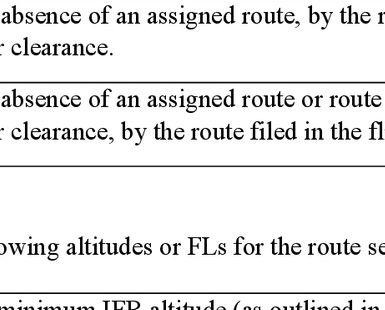 absence of an assigned route, by the r
r clearance.
absence of an assigned route or route
r clearance, by the route filed in the fl
owing altitudes or FLs for the route se
minimum IFR altitude (as outlined in